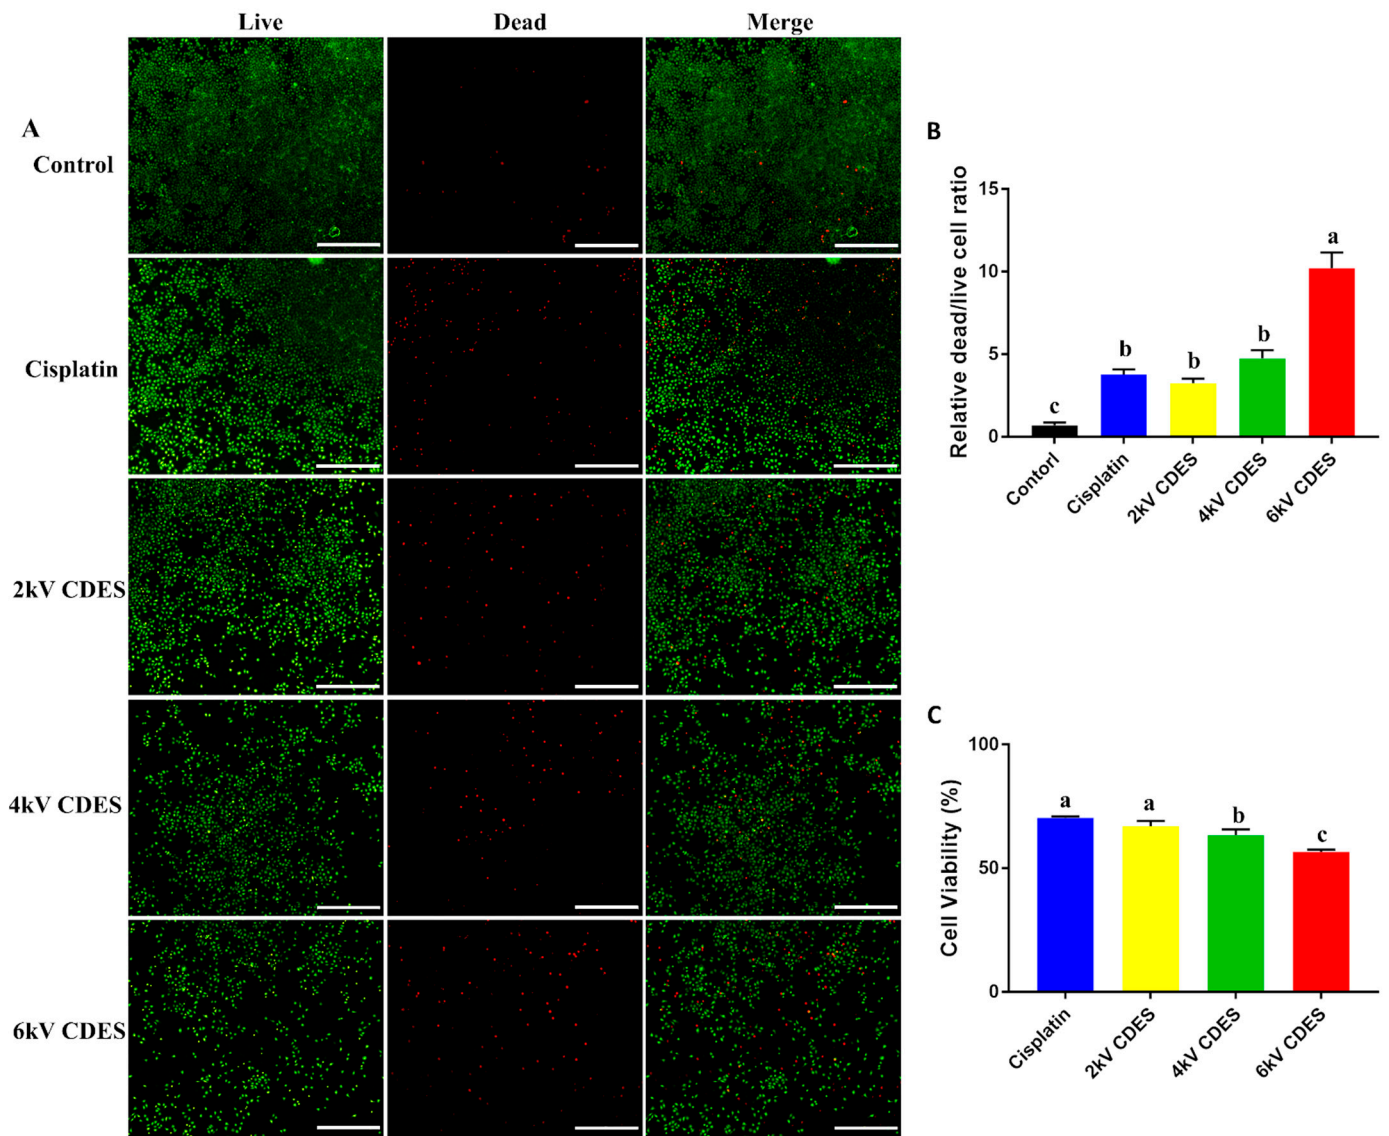 Live Dead Merge
A
Control
Cisplatin
2kV CDES
4kV CDES
6kV CDES
B
Relative dead/live cell ratio
15
10
5
0
c
b
b
b
a
Contorl
Cisplatin
2kV CDES
4kV CDES
6kV CDES
C
Cell Viability (%)
100
50
0
a
a
b
c
Cisplatin
2kV CDES
4kV CDES
6kV CDES